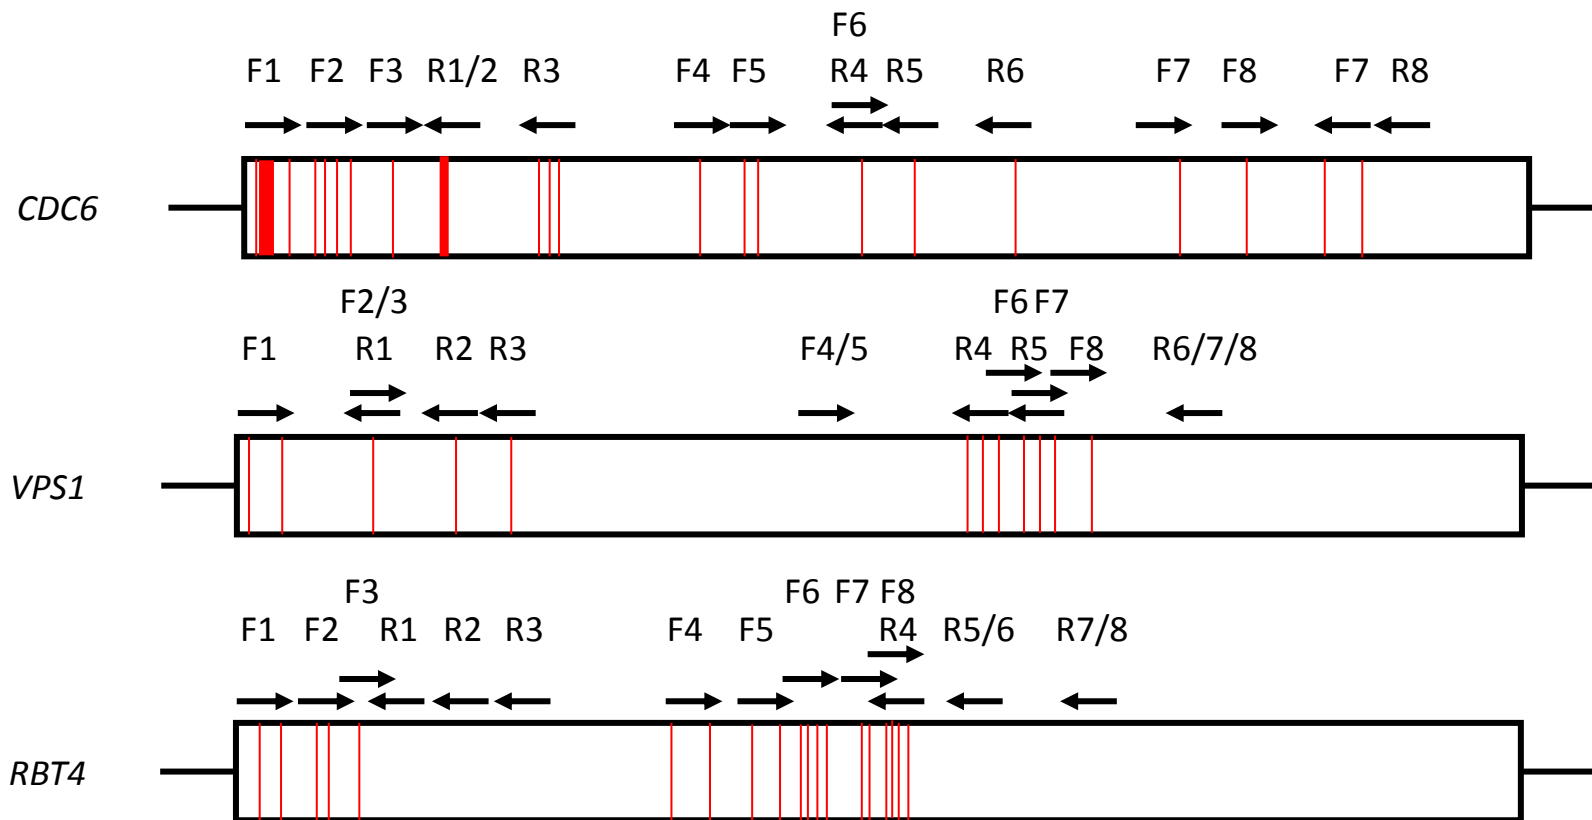 F6
F1 F2 F3 R1/2 R3 F4 F5 R4 R5 R6 F7 F8 F7 R8
CDC6
F2/3 F6 F7
F1 R1 R2 R3 F4/5 R4 R5 F8 R6/7/8
VPS1
F3 F6 F7 F8
F1 F2 R1 R2 R3 F4 F5 R4 R5/6 R7/8
RBT4